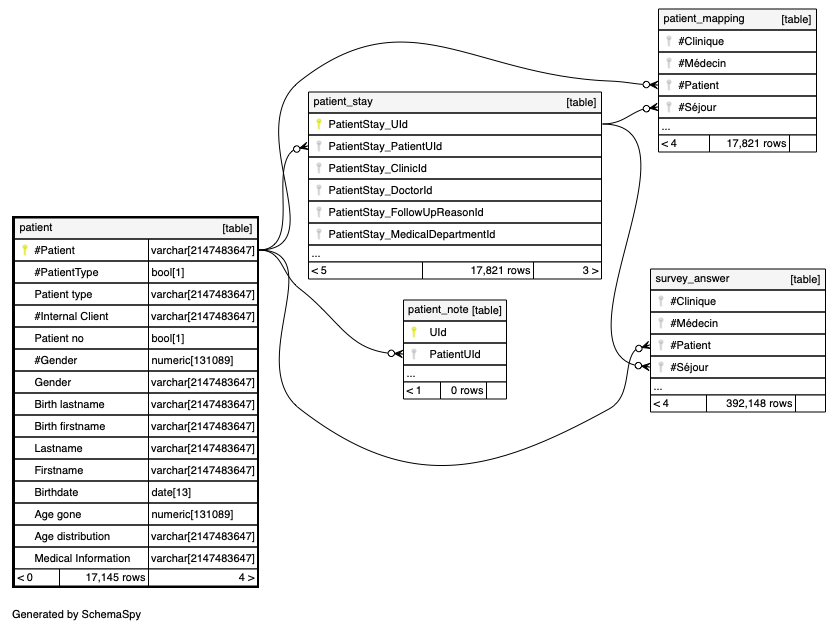 patient_mapping [table]
#Clinique
#Médecin
#Patient
#Séjour
...
< 4 17,821 rows
patient_stay [table]
PatientStay_UId
PatientStay_PatientUId
PatientStay_ClinicId
PatientStay_DoctorId
PatientStay_FollowUpReasonId
PatientStay_MedicalDepartmentId
...
< 5 17,821 rows 3 >
patient [table]
#Patient varchar[2147483647]
#PatientType bool[1]
Patient type varchar[2147483647]
#Internal Client varchar[2147483647]
Patient no bool[1]
#Gender numeric[131089]
Gender varchar[2147483647]
Birth lastname varchar[2147483647]
Birth firstname varchar[2147483647]
Lastname varchar[2147483647]
Firstname varchar[2147483647]
Birthdate date[13]
Age gone numeric[131089]
Age distribution varchar[2147483647]
Medical Information varchar[2147483647]
< 0 17,145 rows 4 >
patient_note [table]
UId
PatientUId
...
< 1 0 rows
survey_answer [table]
#Clinique
#Médecin
#Patient
#Séjour
...
< 4 392,148 rows
Generated by SchemaSpy